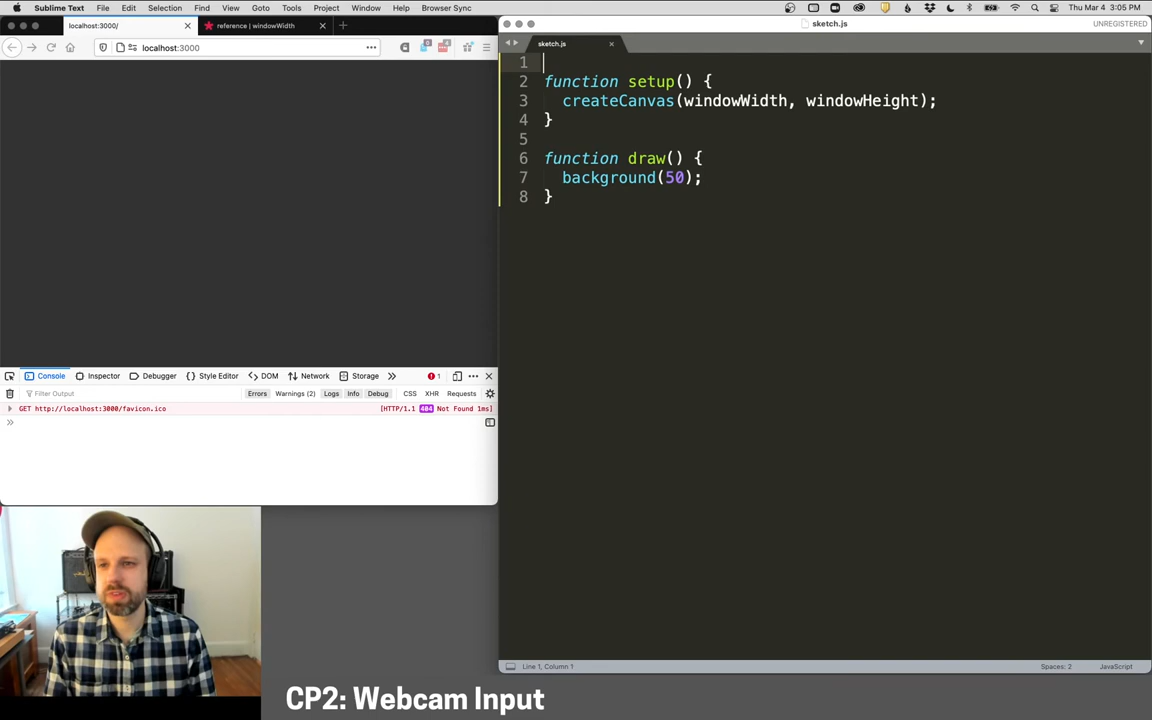 Sublime Text File Edit Selection Find View Goto Tools Project Window Help Browser Sync
Thu Mar 4 3:05 PM
localhost:3000/
reference | windowWidth
localhost:3000
Console Inspector Debugger Style Editor DOM Network Storage 1
Filter Output
Errors Warnings (2) Logs Info Debug CSS XHR Requests
GET http://localhost:3000/favicon.ico [HTTP/1.1 404 Not Found 1ms]
sketch.js
UNREGISTERED
sketch.js
1
2 function setup() {
3 createCanvas(windowWidth, windowHeight);
4 }
5
6 function draw() {
7 background(50);
8 }
Line 1, Column 1
Spaces: 2 JavaScript
CP2: Webcam Input